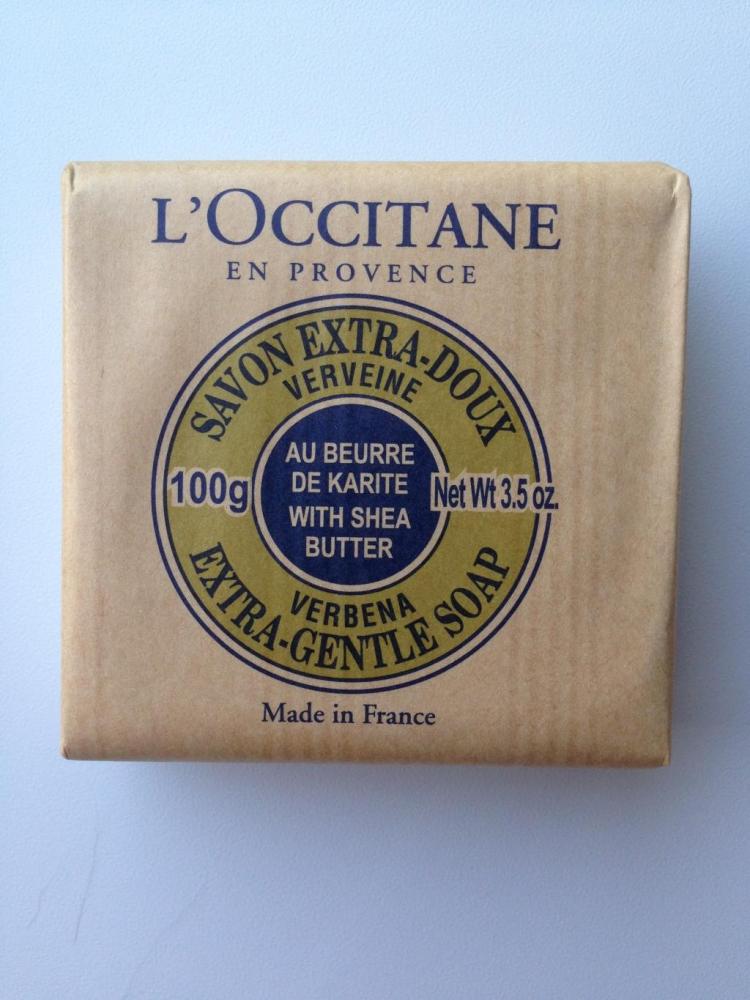 L'OCCITANE
EN PROVENCE
SAVON EXTRA-DOUX
VERVEINE
100g
AU BEURRE
DE KARITE
WITH SHEA
BUTTER
Net Wt 3.5 oz.
VERBENA
EXTRA-GENTLE SOAP
Made in France